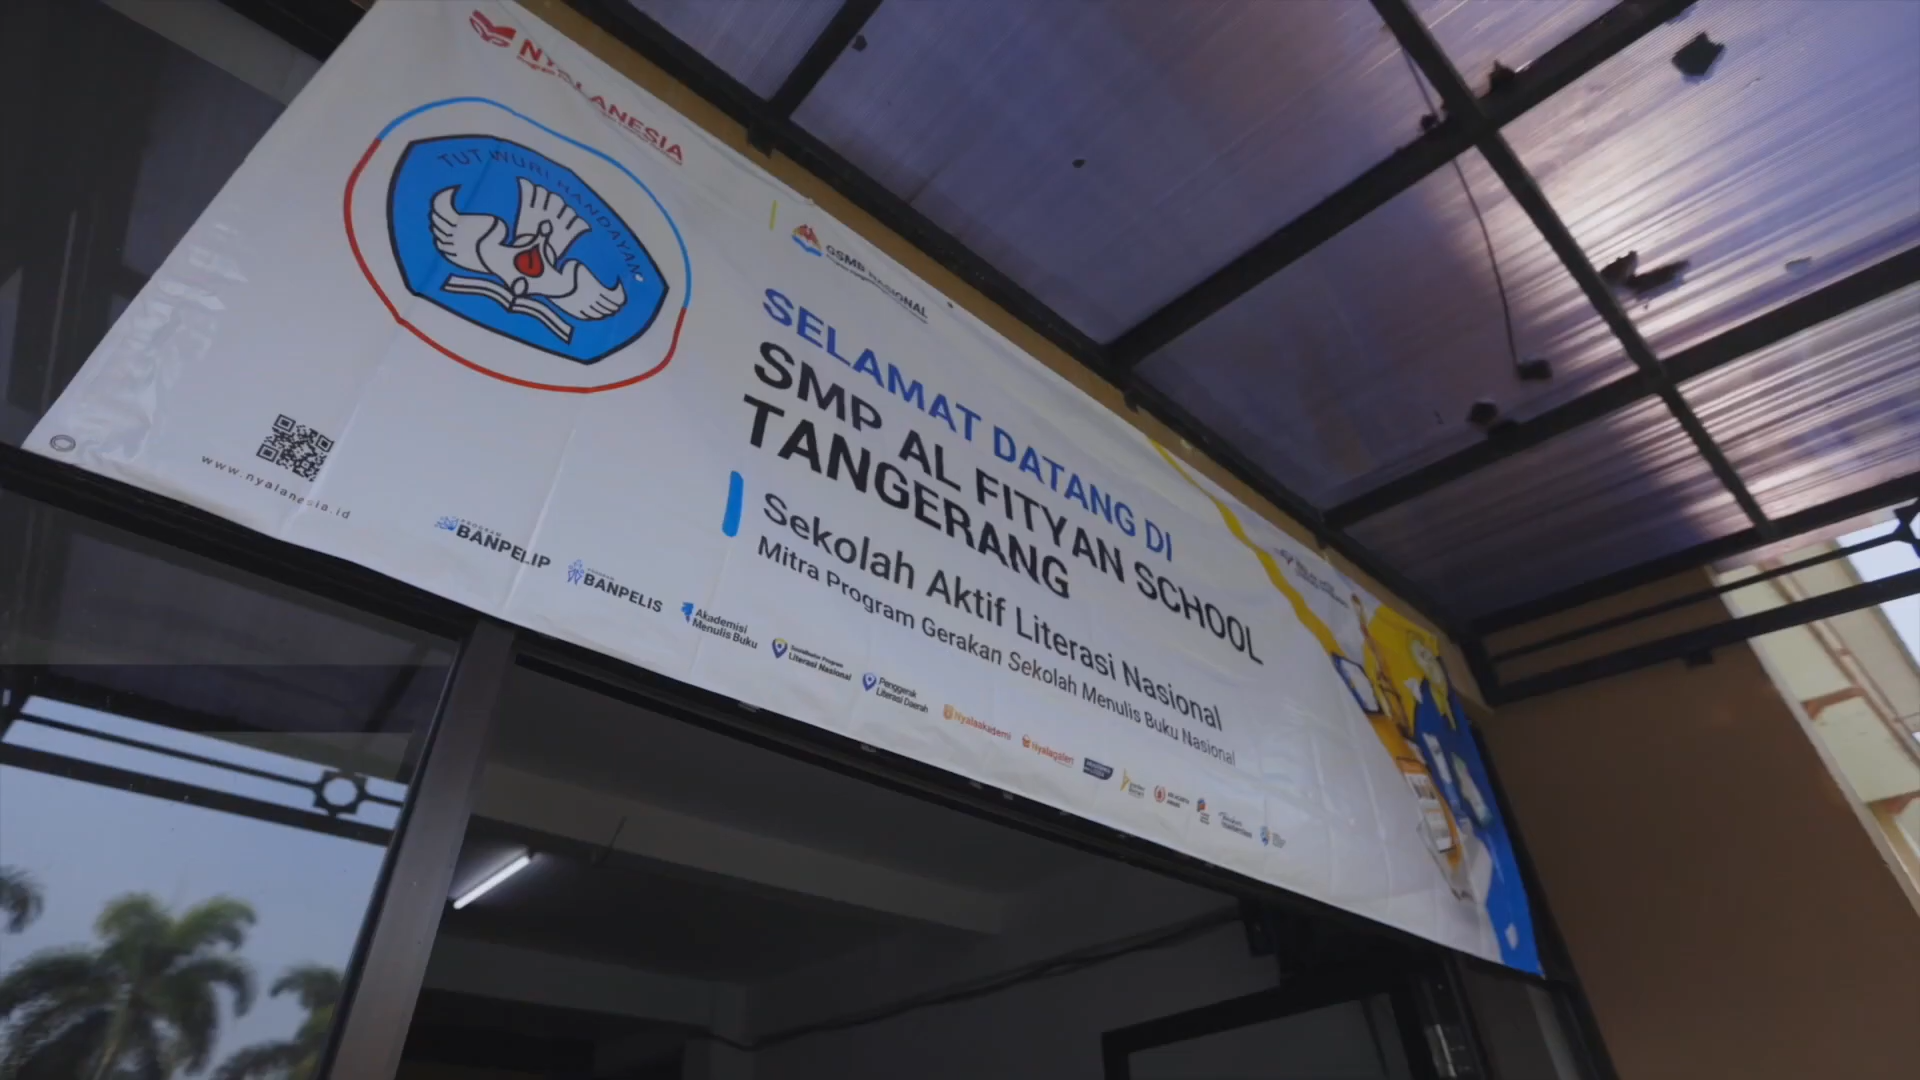 NYALANESIA
TUT WURI HANDAYANI
GSMB NASIONAL
SELAMAT DATANG DI
SMP AL FITYAN SCHOOL
TANGERANG
Sekolah Aktif Literasi Nasional
Mitra Program Gerakan Sekolah Menulis Buku Nasional
www.nyalanesia.id
PROGRAM
BANPELIP
PROGRAM
BANPELIS
Akademisi
Menulis Buku
Literasi Nasional
Penggerak
Literasi Daerah
Nyalaakademi
Nyalagaleri